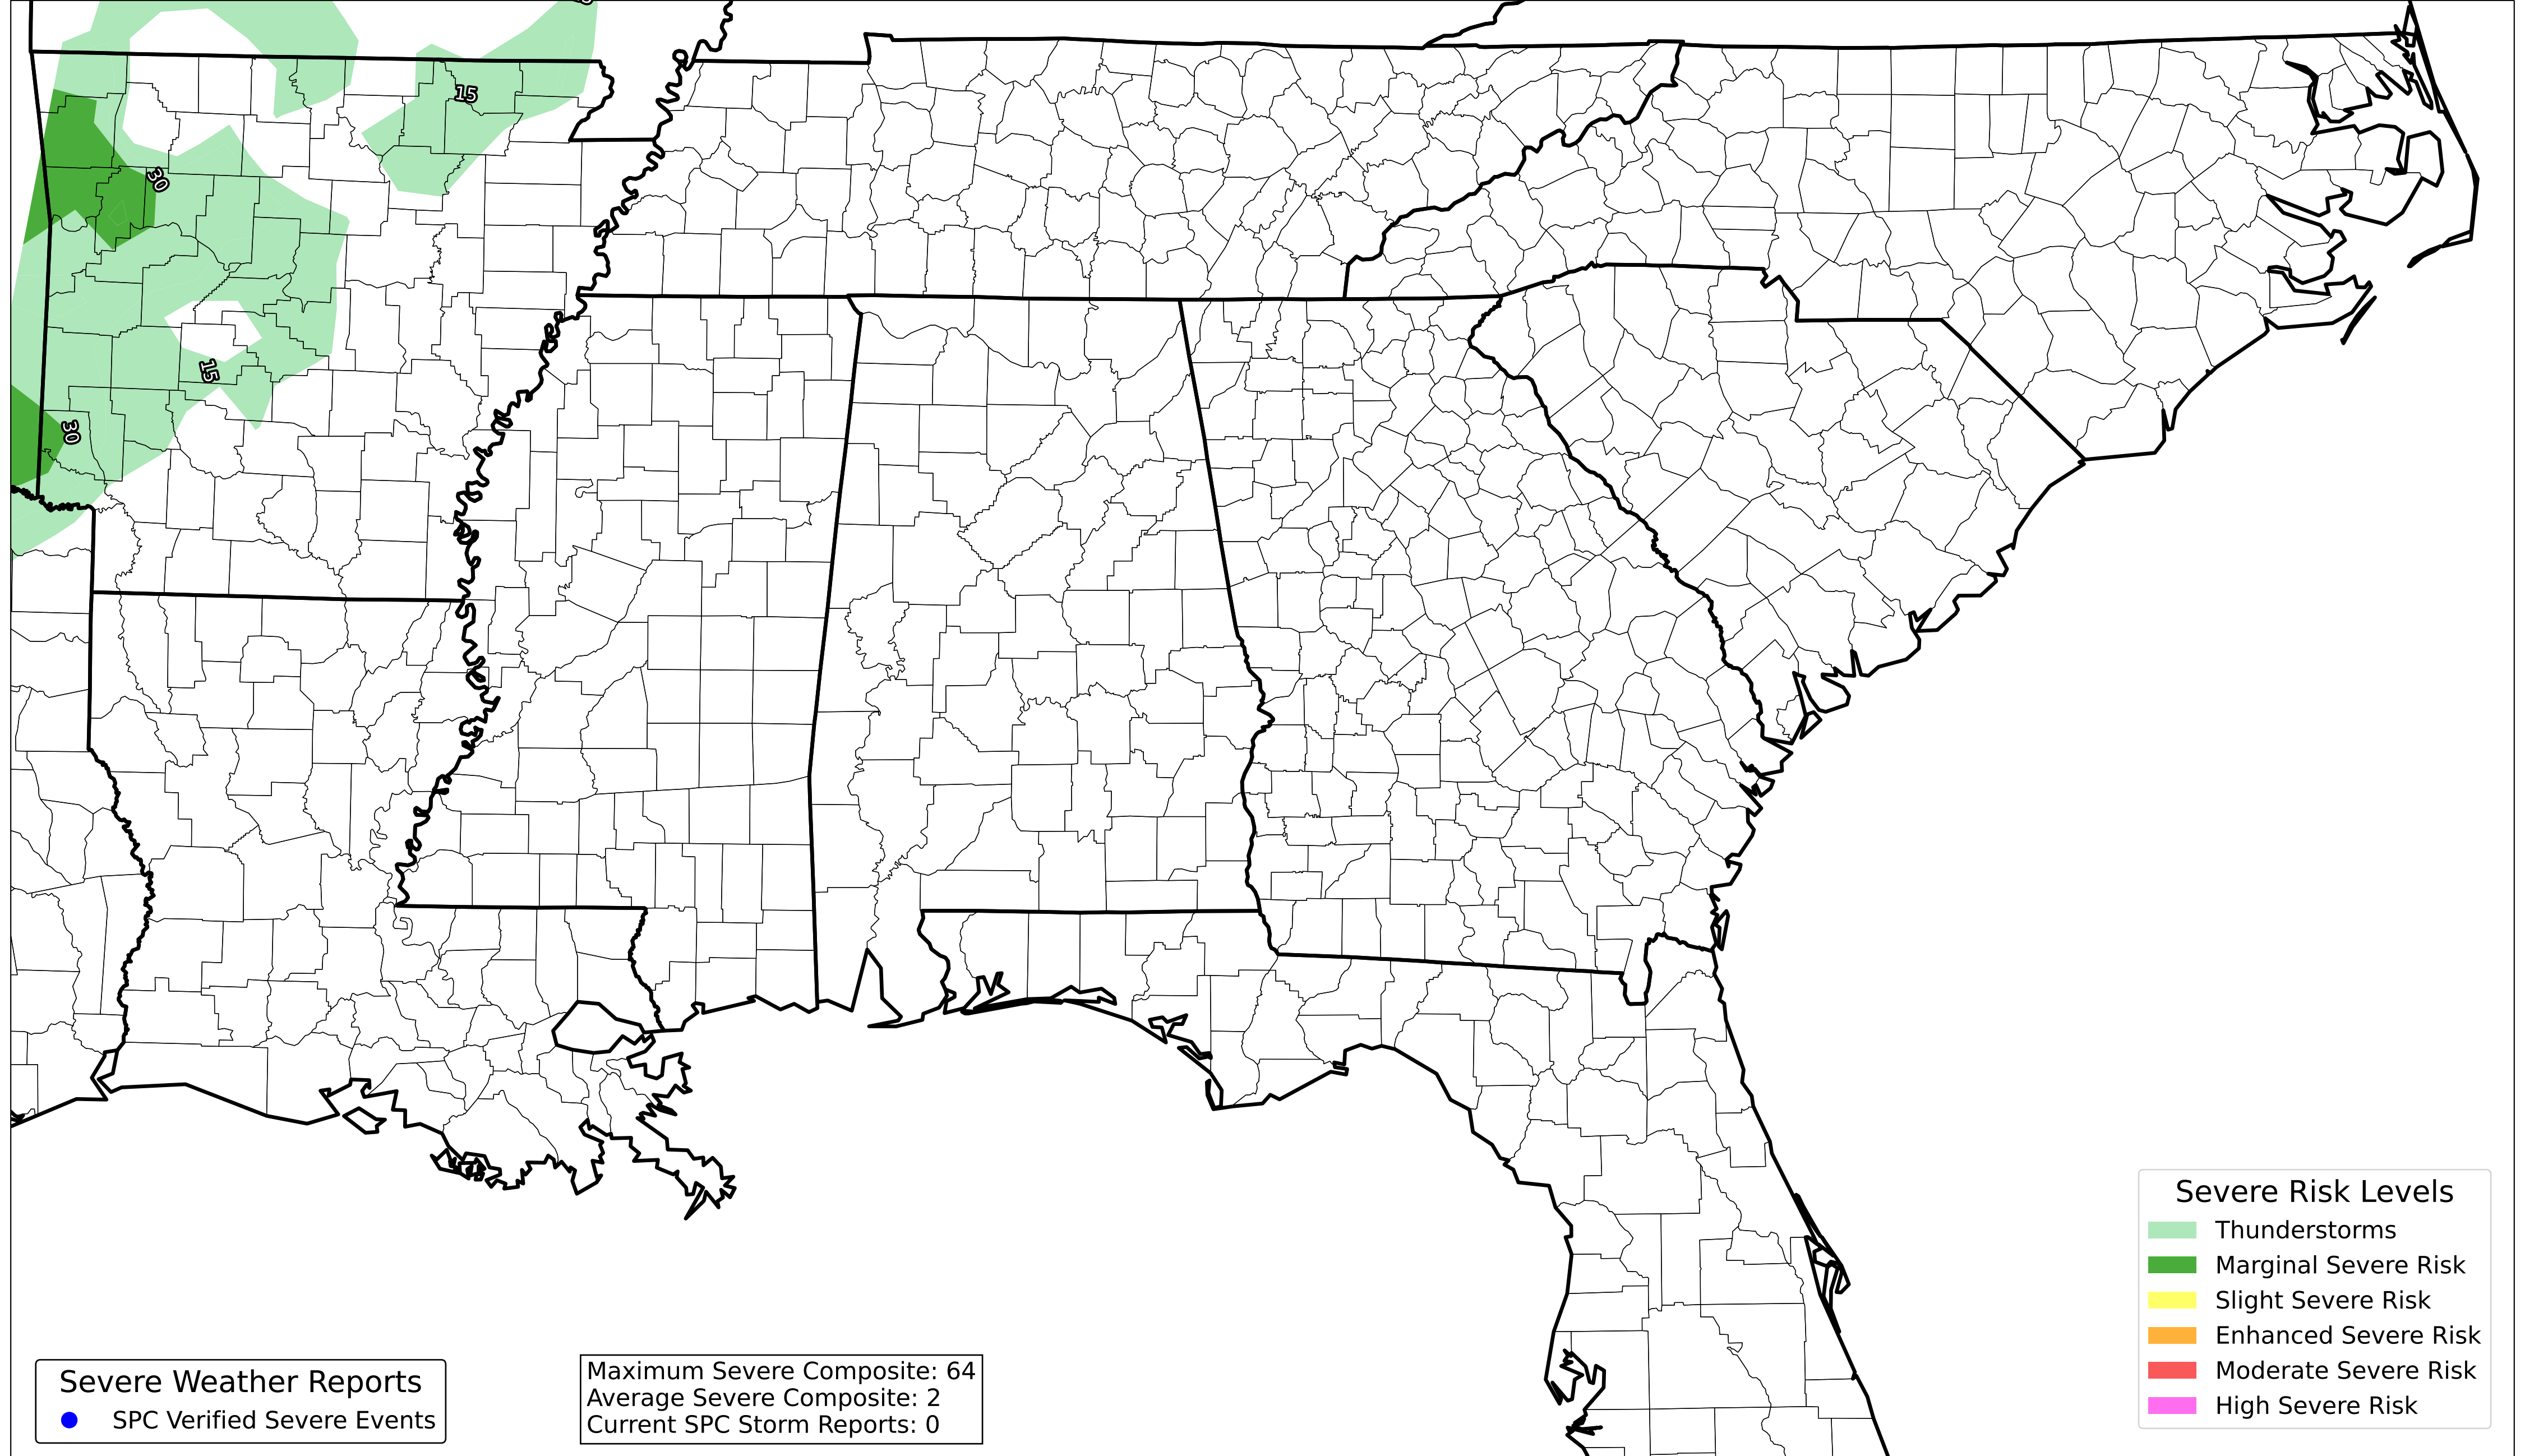 15
30
15
30
Severe Risk Levels
Thunderstorms
Marginal Severe Risk
Slight Severe Risk
Enhanced Severe Risk
Moderate Severe Risk
High Severe Risk
Severe Weather Reports
SPC Verified Severe Events
Maximum Severe Composite: 64
Average Severe Composite: 2
Current SPC Storm Reports: 0